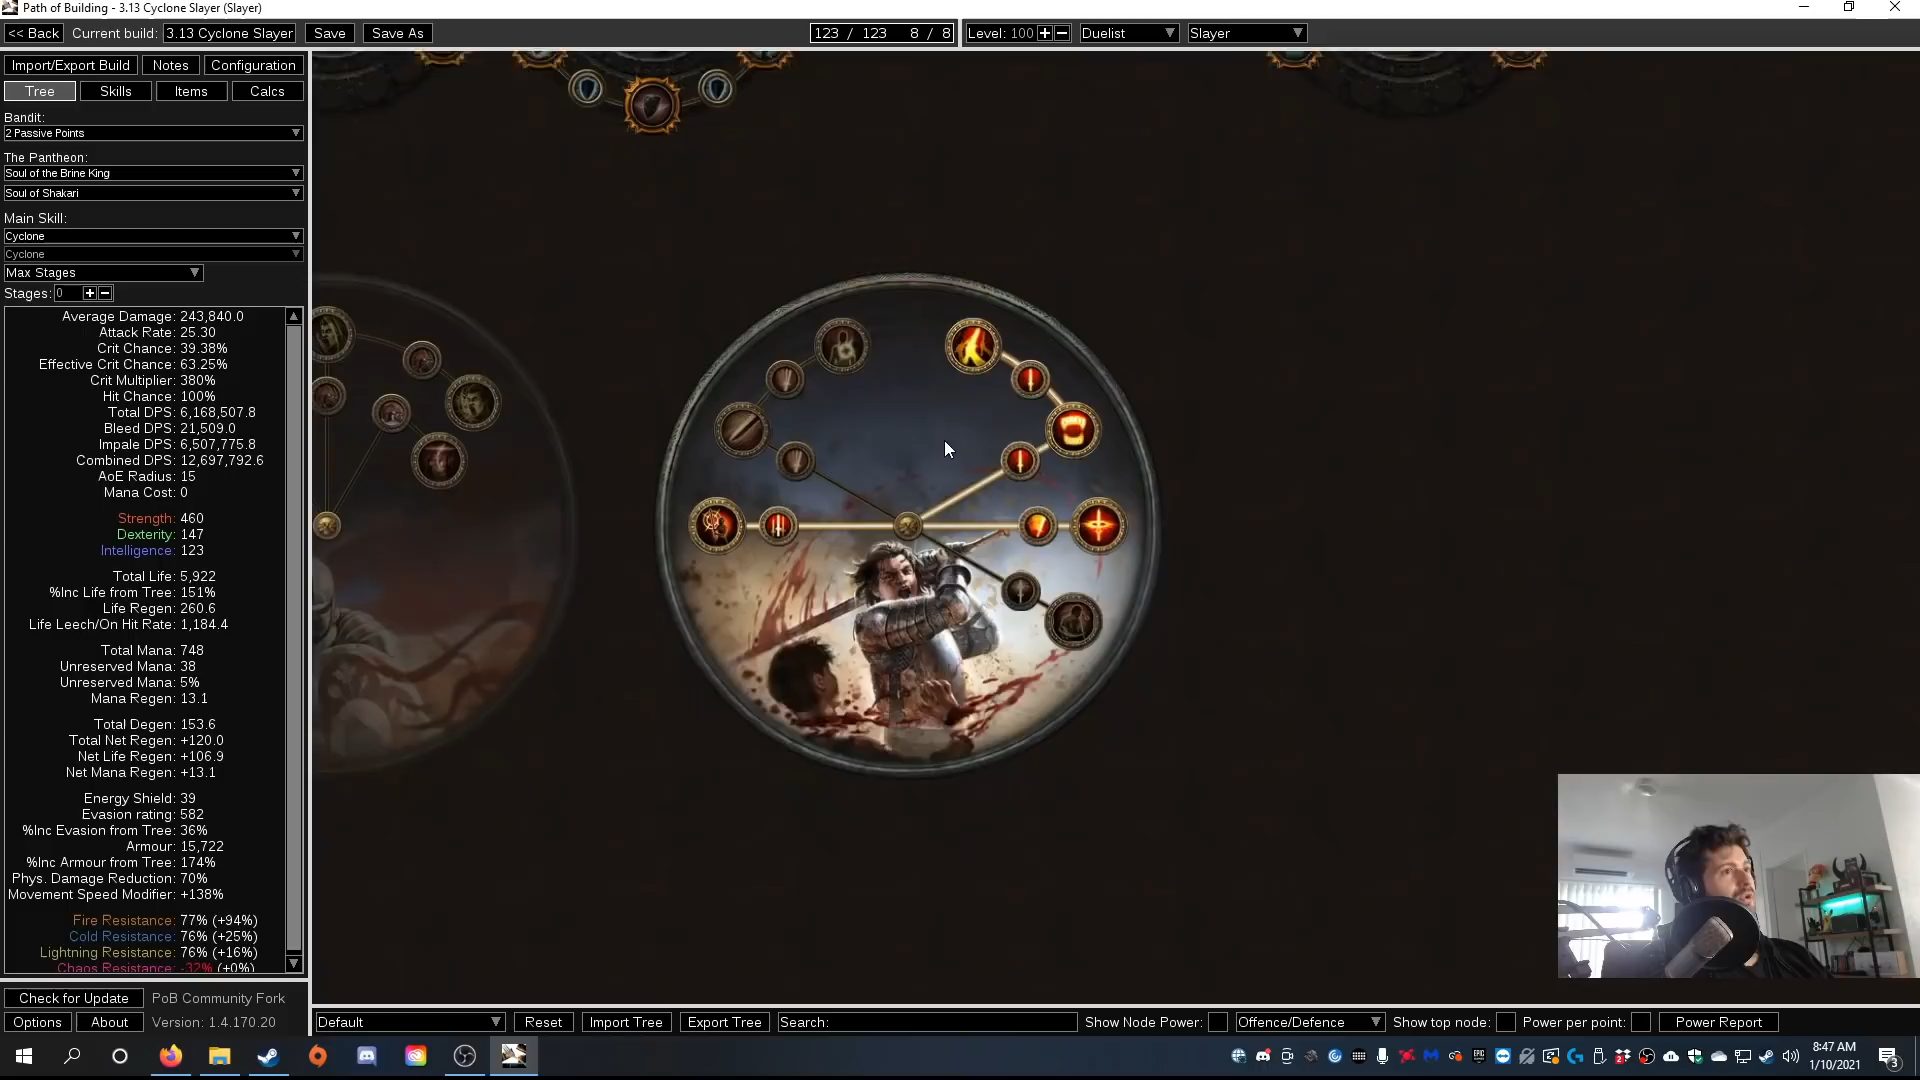 Path of Building - 3.13 Cyclone Slayer (Slayer)
<< Back Current build: 3.13 Cyclone Slayer Save Save As 123 / 123 8 / 8 Level: 100 + - Duelist Slayer
Import/Export Build Notes Configuration
Tree Skills Items Calcs
Bandit:
2 Passive Points
The Pantheon:
Soul of the Brine King
Soul of Shakari
Main Skill:
Cyclone
Cyclone
Max Stages
Stages: 0 + -
Average Damage: 243,840.0
Attack Rate: 25.30
Crit Chance: 39.38%
Effective Crit Chance: 63.25%
Crit Multiplier: 380%
Hit Chance: 100%
Total DPS: 6,168,507.8
Bleed DPS: 21,509.0
Impale DPS: 6,507,775.8
Combined DPS: 12,697,792.6
AoE Radius: 15
Mana Cost: 0
Strength: 460
Dexterity: 147
Intelligence: 123
Total Life: 5,922
%Inc Life from Tree: 151%
Life Regen: 260.6
Life Leech/On Hit Rate: 1,184.4
Total Mana: 748
Unreserved Mana: 38
Unreserved Mana: 5%
Mana Regen: 13.1
Total Degen: 153.6
Total Net Regen: +120.0
Net Life Regen: +106.9
Net Mana Regen: +13.1
Energy Shield: 39
Evasion rating: 582
%Inc Evasion from Tree: 36%
Armour: 15,722
%Inc Armour from Tree: 174%
Phys. Damage Reduction: 70%
Movement Speed Modifier: +138%
Fire Resistance: 77% (+94%)
Cold Resistance: 76% (+25%)
Lightning Resistance: 76% (+16%)
Chaos Resistance: -32% (+0%)
Check for Update PoB Community Fork
Options About Version: 1.4.170.20
Default Reset Import Tree Export Tree Search: Show Node Power: Offence/Defence Show top node: Power per point: Power Report
8:47 AM
1/10/2021
3